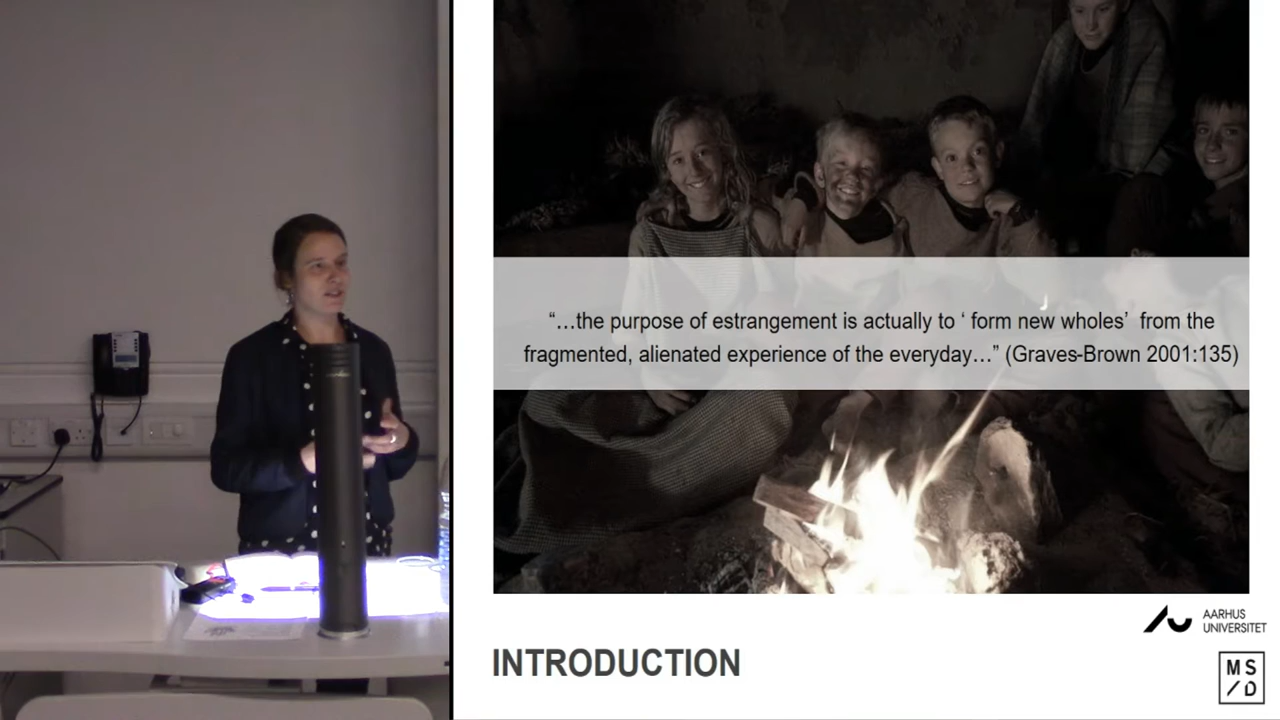 “…the purpose of estrangement is actually to ‘ form new wholes’ from the
fragmented, alienated experience of the everyday…” (Graves-Brown 2001:135)
AARHUS
UNIVERSITET
INTRODUCTION
M S
/ D